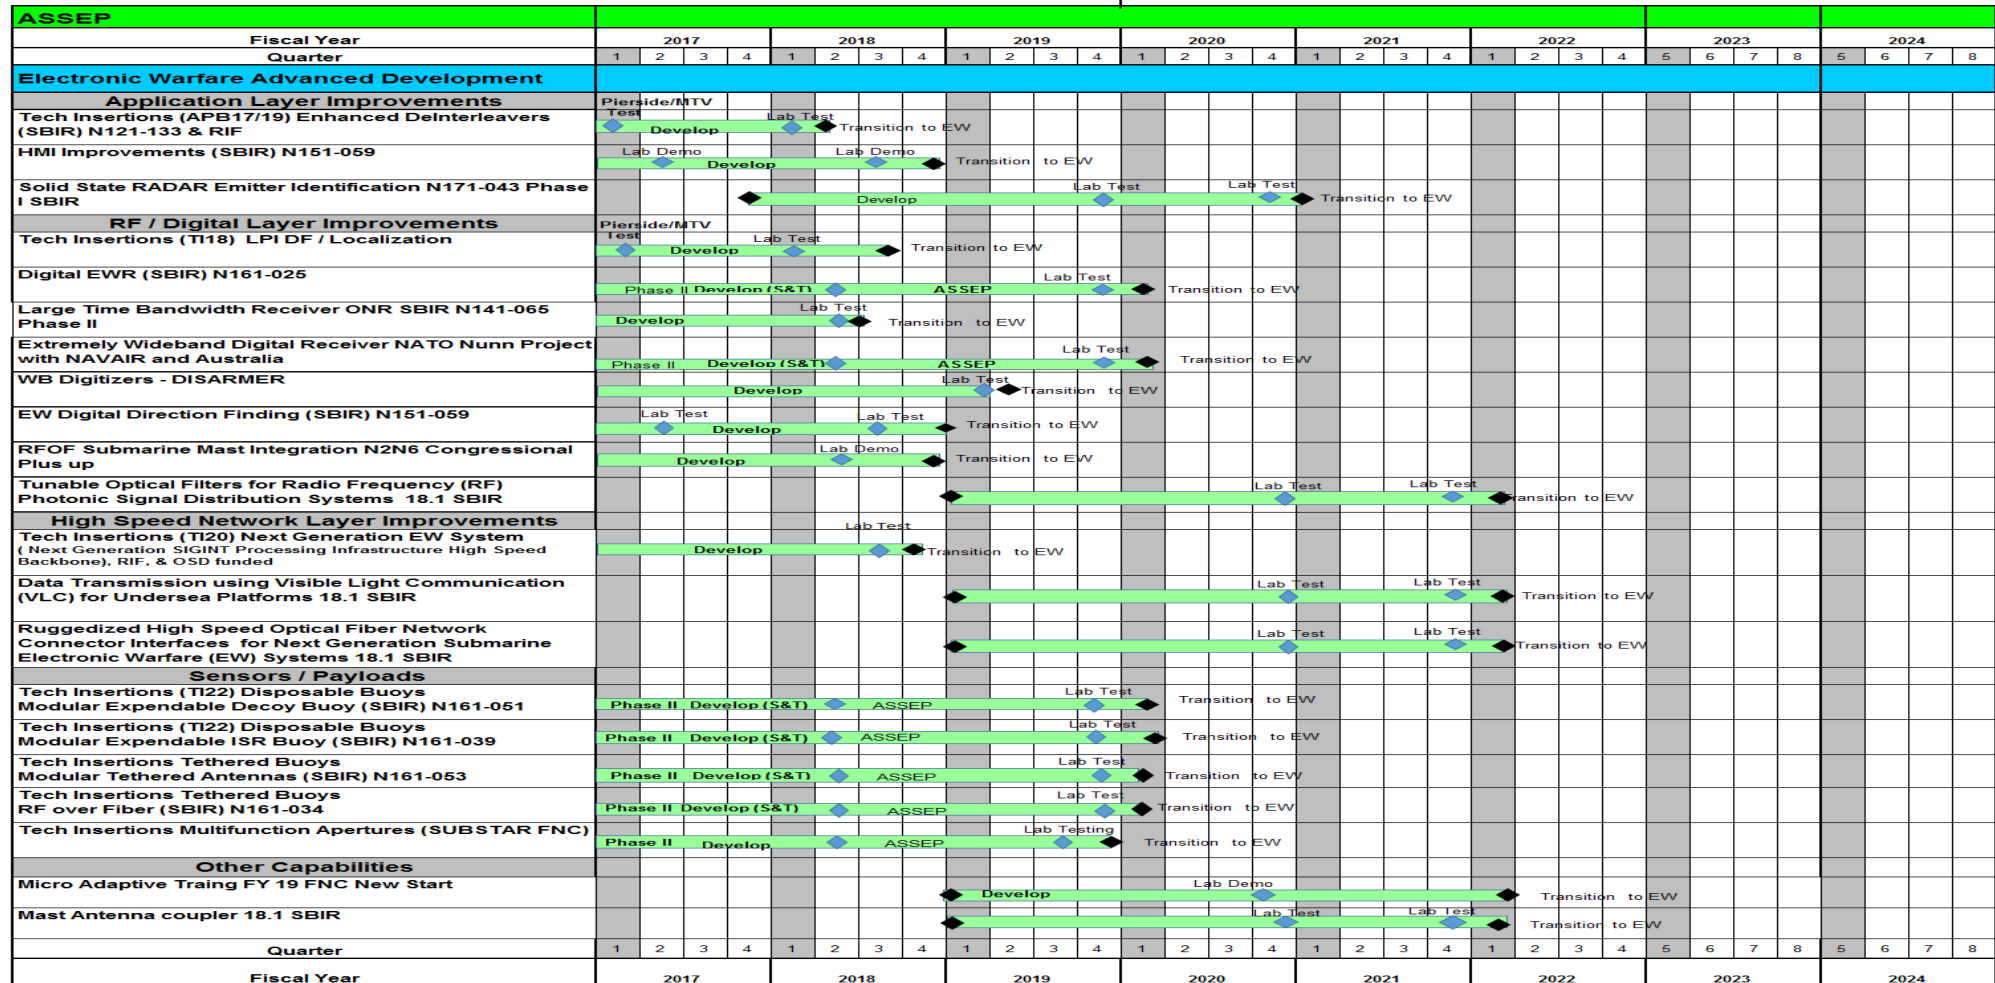 ASSEP
Fiscal Year 2017 2018 2019 2020 2021 2022 2023 2024
Quarter 1 2 3 4 1 2 3 4 1 2 3 4 1 2 3 4 1 2 3 4 1 2 3 4 5 6 7 8 5 6 7 8
Electronic Warfare Advanced Development
Application Layer Improvements
Pierside/MTV
Test
Tech Insertions (APB17/19) Enhanced DeInterleavers
(SBIR) N121-133 & RIF
Lab Test
Develop
Transition to EW
HMI Improvements (SBIR) N151-059
Lab Demo
Lab Demo
Develop
Transition to EW
Solid State RADAR Emitter Identification N171-043 Phase
I SBIR
Lab Test
Lab Test
Develop
Transition to EW
RF / Digital Layer Improvements
Pierside/MTV
Test
Tech Insertions (TI18) LPI DF / Localization
Lab Test
Develop
Transition to EW
Digital EWR (SBIR) N161-025
Lab Test
Phase II Develop (S&T)
ASSEP
Transition to EW
Large Time Bandwidth Receiver ONR SBIR N141-065
Phase II
Lab Test
Develop
Transition to EW
Extremely Wideband Digital Receiver NATO Nunn Project
with NAVAIR and Australia
Lab Test
Phase II Develop (S&T)
ASSEP
Transition to EW
WB Digitizers - DISARMER
Lab Test
Develop
Transition to EW
EW Digital Direction Finding (SBIR) N151-059
Lab Test
Lab Test
Develop
Transition to EW
RFOF Submarine Mast Integration N2N6 Congressional
Plus up
Lab Demo
Develop
Transition to EW
Tunable Optical Filters for Radio Frequency (RF)
Photonic Signal Distribution Systems 18.1 SBIR
Lab Test
Lab Test
Transition to EW
High Speed Network Layer Improvements
Tech Insertions (TI20) Next Generation EW System
( Next Generation SIGINT Processing Infrastructure High Speed
Backbone), RIF, & OSD funded
Lab Test
Develop
Transition to EW
Data Transmission using Visible Light Communication
(VLC) for Undersea Platforms 18.1 SBIR
Lab Test
Lab Test
Transition to EW
Ruggedized High Speed Optical Fiber Network
Connector Interfaces for Next Generation Submarine
Electronic Warfare (EW) Systems 18.1 SBIR
Lab Test
Lab Test
Transition to EW
Sensors / Payloads
Tech Insertions (TI22) Disposable Buoys
Modular Expendable Decoy Buoy (SBIR) N161-051
Lab Test
Phase II Develop (S&T)
ASSEP
Transition to EW
Tech Insertions (TI22) Disposable Buoys
Modular Expendable ISR Buoy (SBIR) N161-039
Lab Test
Phase II Develop (S&T)
ASSEP
Transition to EW
Tech Insertions Tethered Buoys
Modular Tethered Antennas (SBIR) N161-053
Lab Test
Phase II Develop (S&T)
ASSEP
Transition to EW
Tech Insertions Tethered Buoys
RF over Fiber (SBIR) N161-034
Lab Test
Phase II Develop (S&T)
ASSEP
Transition to EW
Tech Insertions Multifunction Apertures (SUBSTAR FNC)
Lab Testing
Phase II Develop
ASSEP
Transition to EW
Other Capabilities
Micro Adaptive Traing FY 19 FNC New Start
Lab Demo
Develop
Transition to EW
Mast Antenna coupler 18.1 SBIR
Lab Test
Lab Test
Transition to EW
Quarter 1 2 3 4 1 2 3 4 1 2 3 4 1 2 3 4 1 2 3 4 1 2 3 4 5 6 7 8 5 6 7 8
Fiscal Year 2017 2018 2019 2020 2021 2022 2023 2024